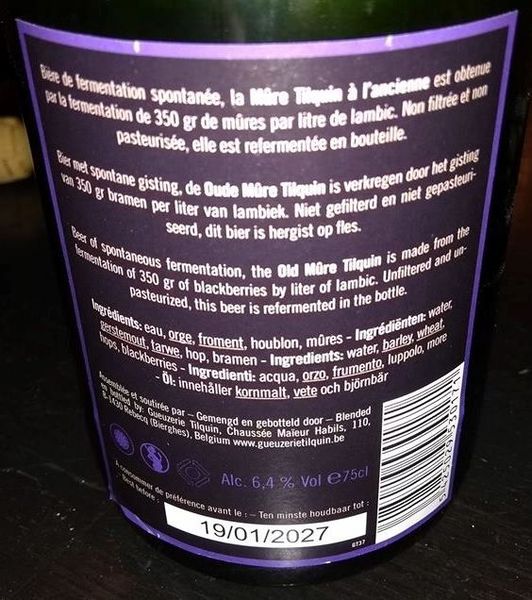 Bière de fermentation spontanée, la Mûre Tilquin à l'ancienne est obtenue
par la fermentation de 350 gr de mûres par litre de lambic. Non filtrée et non
pasteurisée, elle est refermentée en bouteille.
Bier met spontane gisting, de Oude Mûre Tilquin is verkregen door het gisting
van 350 gr bramen per liter van lambiek. Niet gefilterd en niet gepasteuri-
seerd, dit bier is hergist op fles.
Beer of spontaneous fermentation, the Old Mûre Tilquin is made from the
fermentation of 350 gr of blackberries by liter of lambic. Unfiltered and un-
pasteurized, this beer is refermented in the bottle.
Ingrédients: eau, orge, froment, houblon, mûres - Ingrediënten: water,
gerstemout, tarwe, hop, bramen - Ingredients: water, barley, wheat,
hops, blackberries - Ingredienti: acqua, orzo, frumento, luppolo, more
- Öl: innehåller kornmalt, vete och björnbär
Assemblée et soutirée par – Gemengd en gebotteld door – Blended
en bottled by: Gueuzerie Tilquin, Chaussée Maïeur Habils, 110,
B-1430 Rebecq (Bierghes), Belgium www.gueuzerietilquin.be
Alc. 6,4 % Vol e75cl
A consommer de préférence avant le : – Ten minste houdbaar tot :
Best before :
19/01/2027
GT37